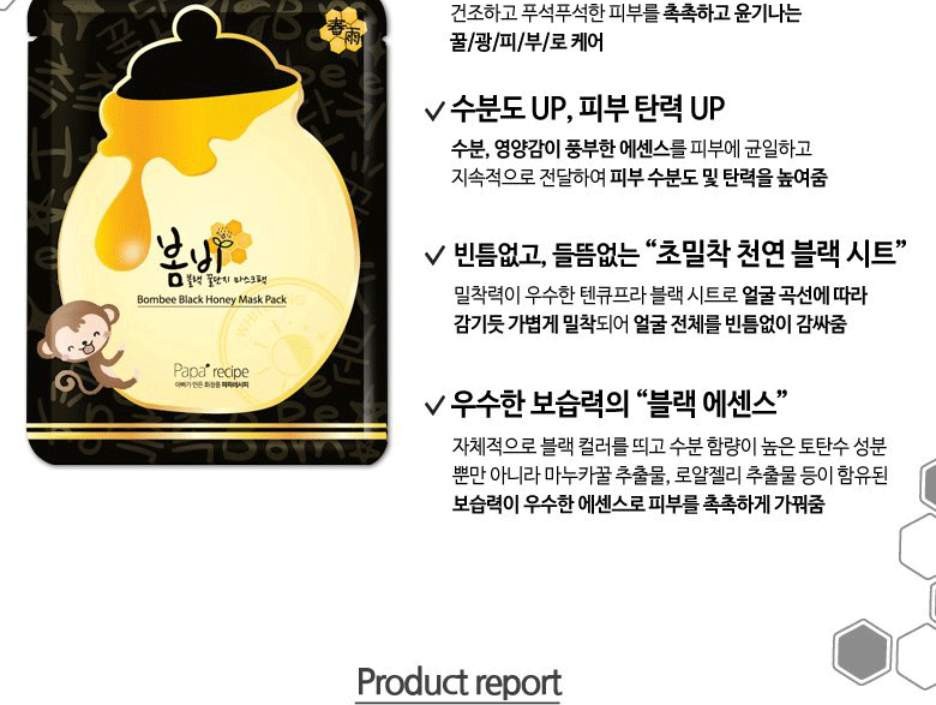 春雨
봄비
블랙 꿀단지 마스크팩
Bombee Black Honey Mask Pack
Papa recipe
아빠가 만든 화장품 파파레시피
건조하고 푸석푸석한 피부를 촉촉하고 윤기나는
꿀/광/피/부/로 케어
수분도 UP, 피부 탄력 UP
수분, 영양감이 풍부한 에센스를 피부에 균일하고
지속적으로 전달하여 피부 수분도 및 탄력을 높여줌
빈틈없고, 들뜸없는 “초밀착 천연 블랙 시트”
밀착력이 우수한 텐큐프라 블랙 시트로 얼굴 곡선에 따라
감기듯 가볍게 밀착되어 얼굴 전체를 빈틈없이 감싸줌
우수한 보습력의 “블랙 에센스”
자체적으로 블랙 컬러를 띄고 수분 함량이 높은 토탄수 성분
뿐만 아니라 마누카꿀 추출물, 로얄젤리 추출물 등이 함유된
보습력이 우수한 에센스로 피부를 촉촉하게 가꿔줌
Product report